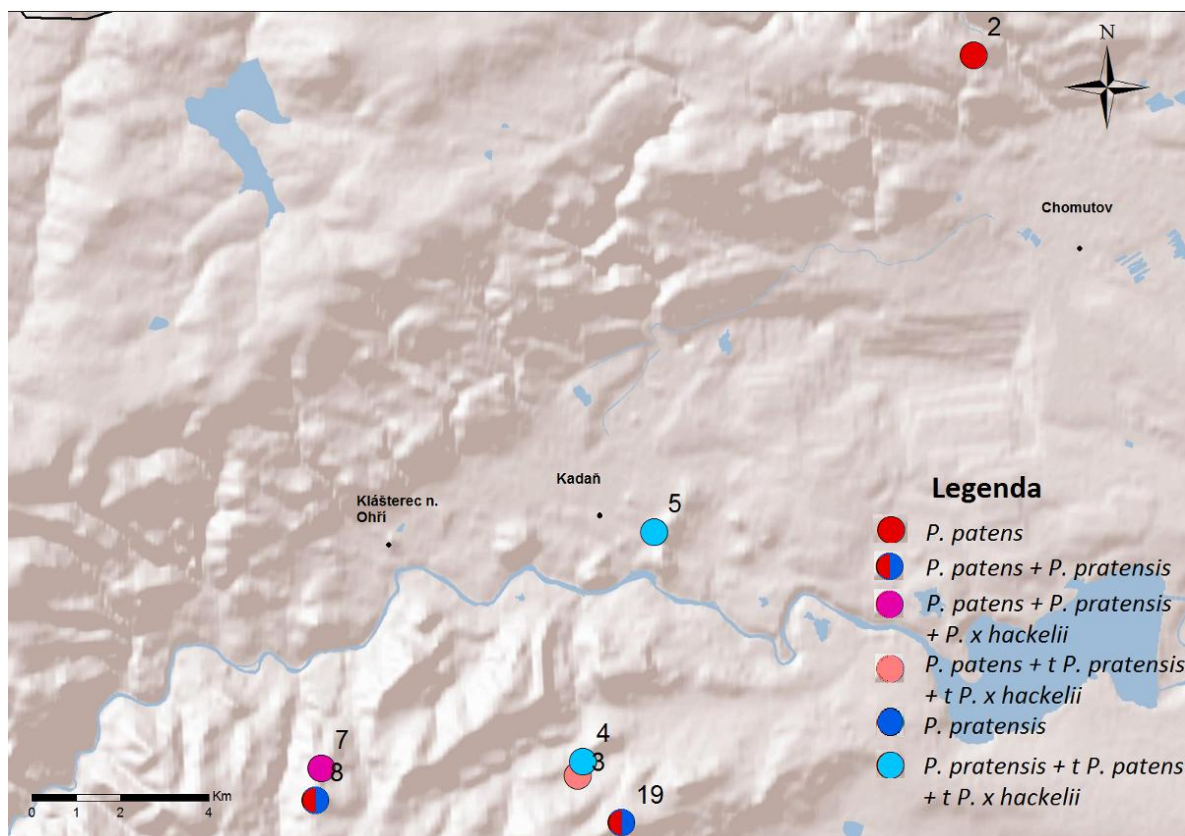 2
N
Chomutov
Kadaň
5
Klášterec n.
Ohří
Legenda
P. patens
P. patens + P. pratensis
P. patens + P. pratensis
+ P. x hackelii
P. patens + t P. pratensis
+ t P. x hackelii
P. pratensis
P. pratensis + t P. patens
+ t P. x hackelii
7
8
4
3
19
Km
0 1 2 4